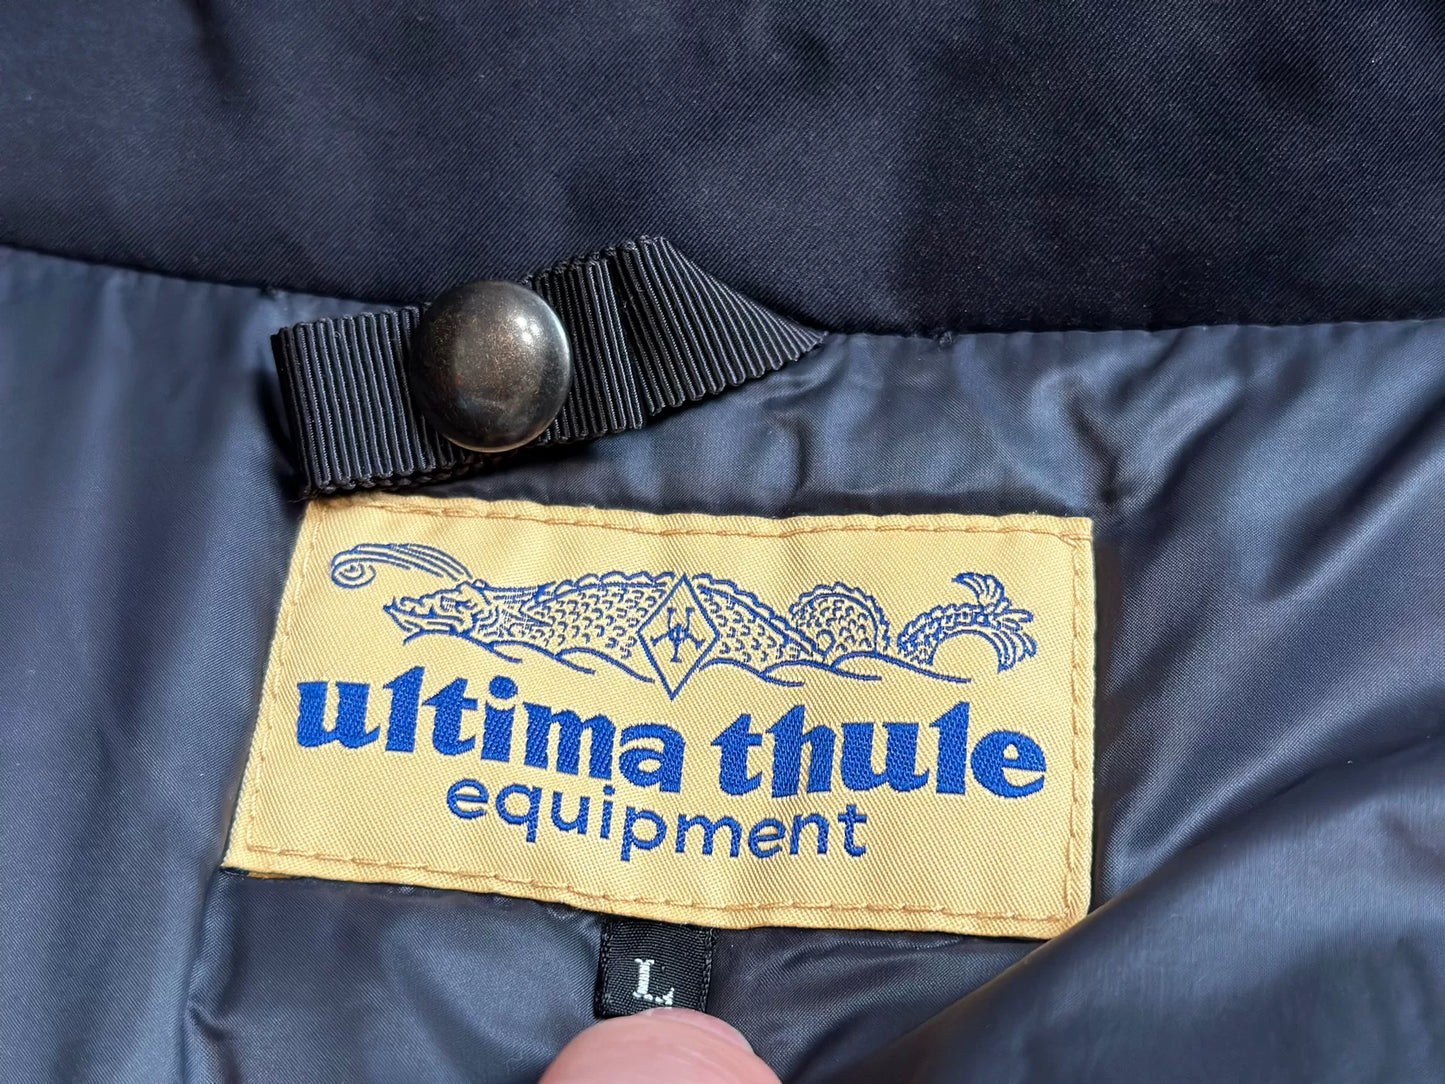 ultima thule
equipment
L